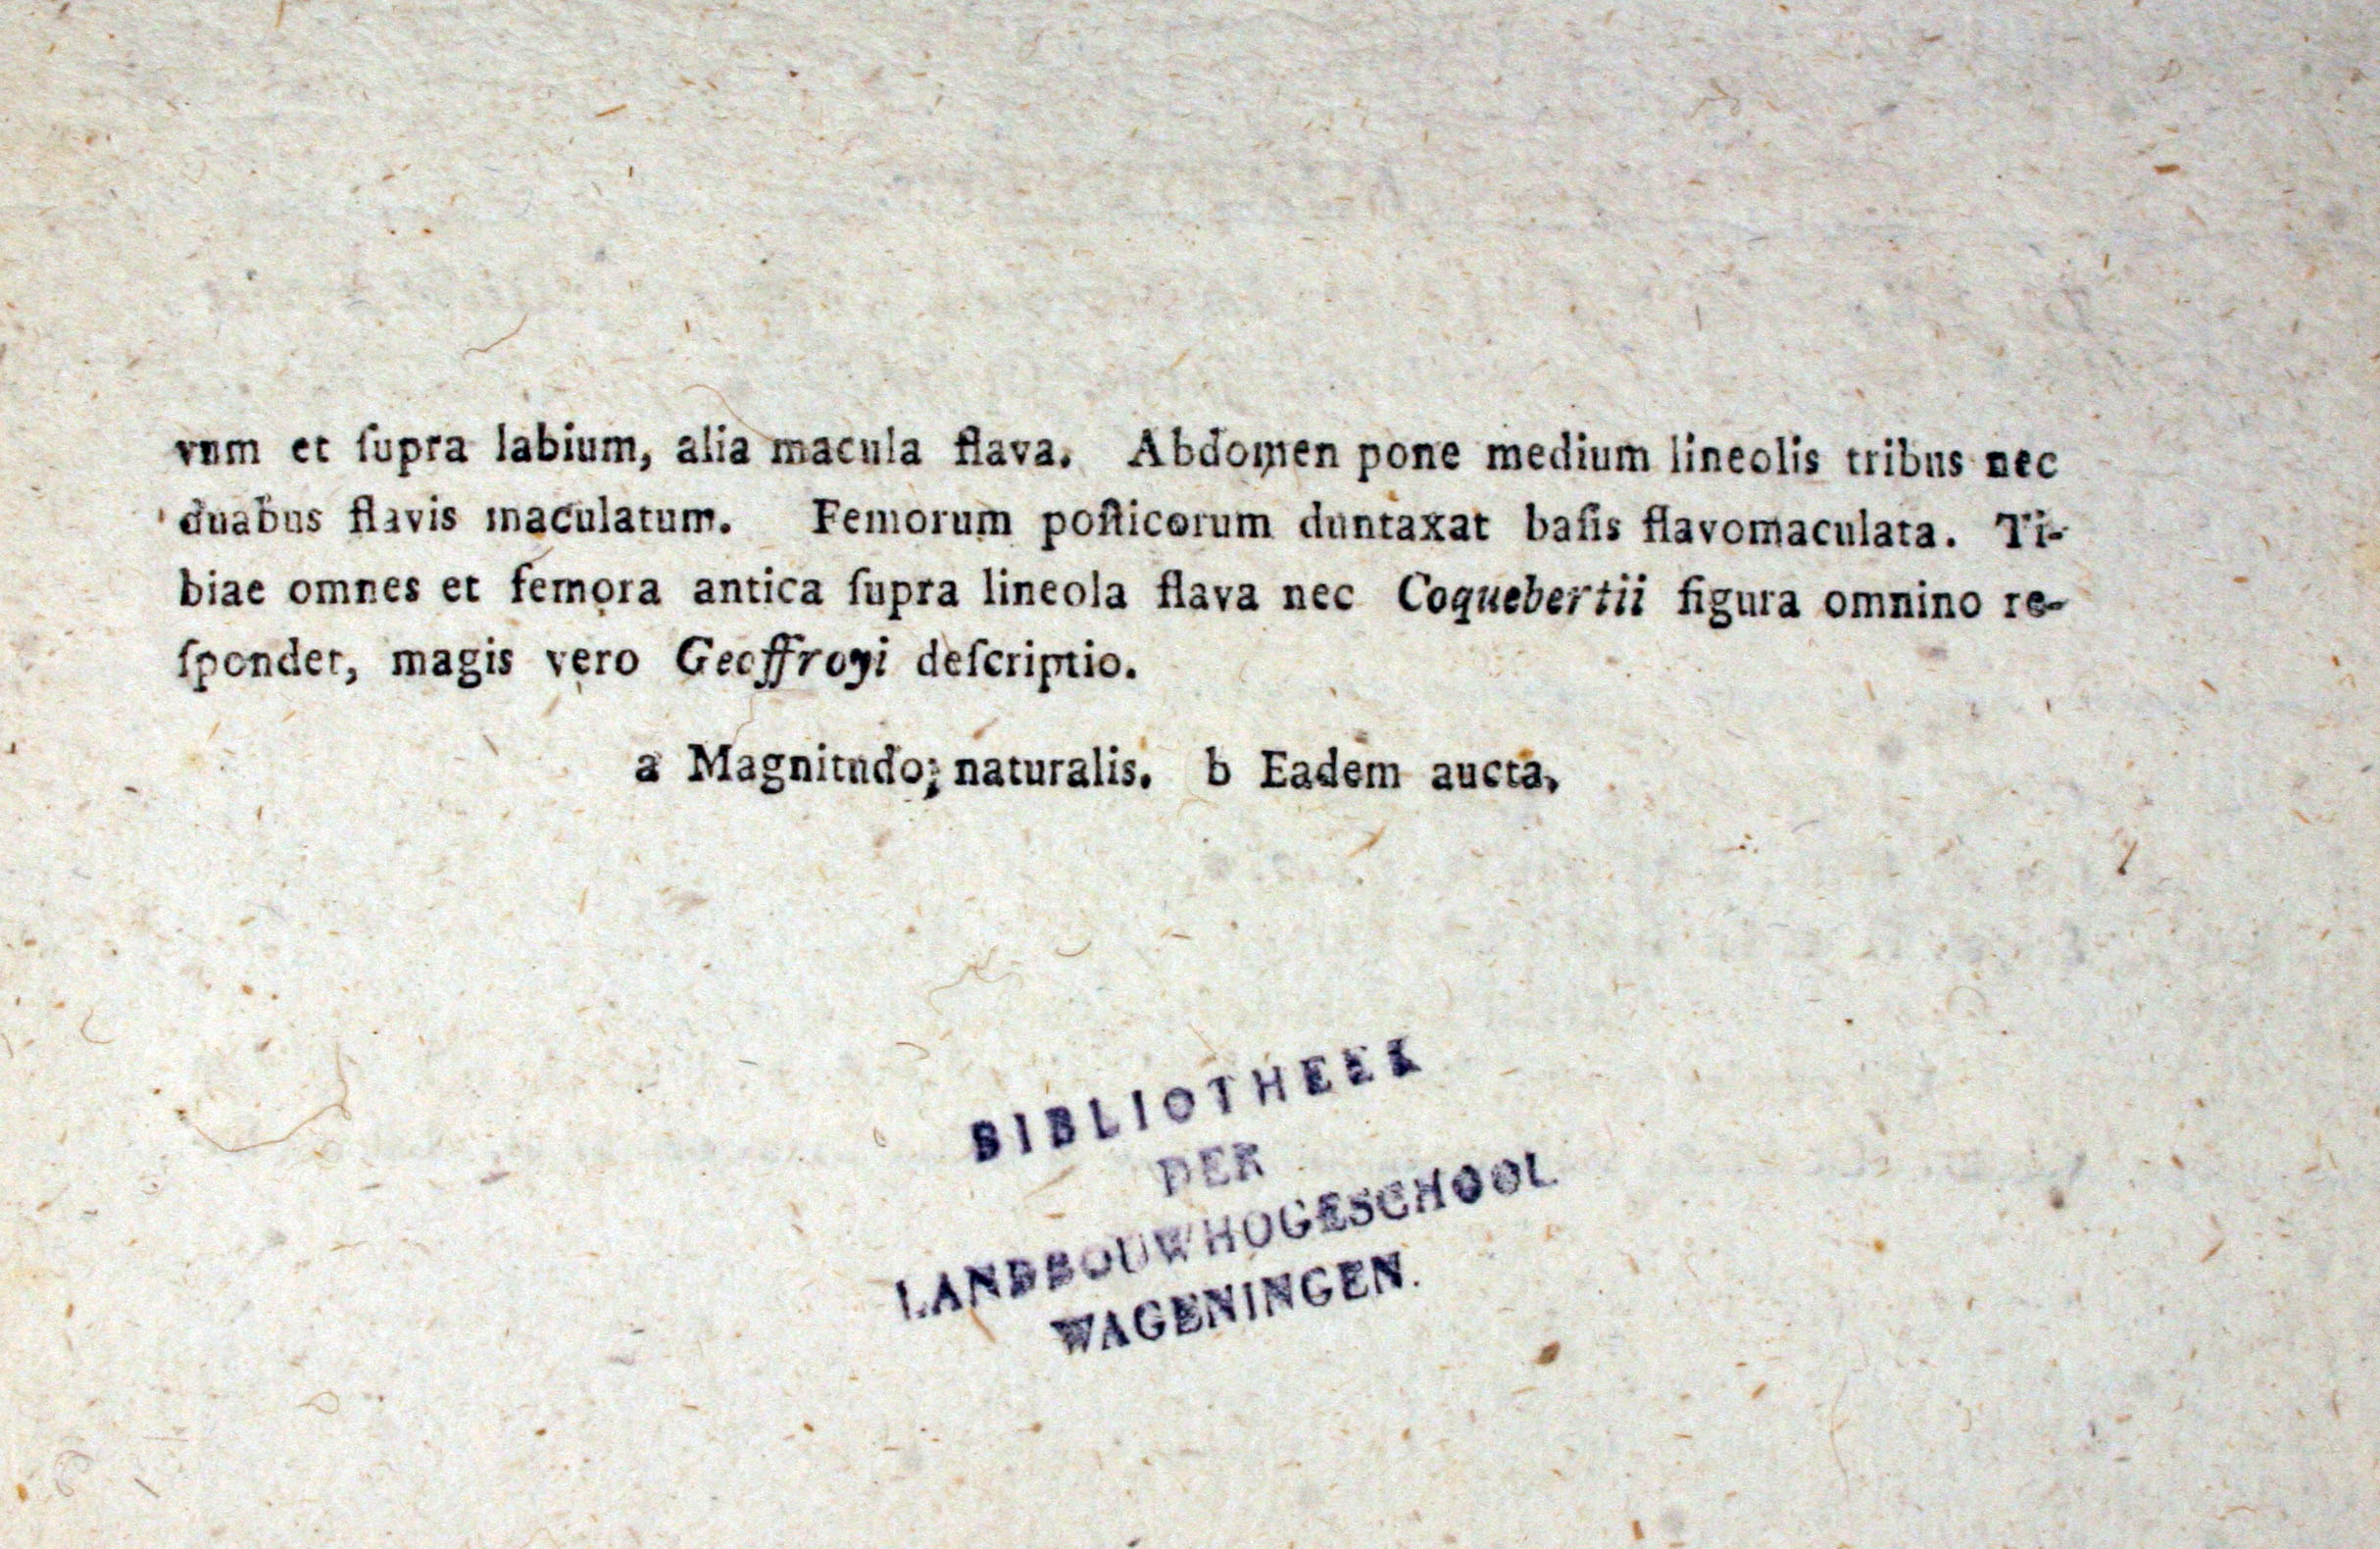 vum et ſupra labium, alia macula flava. Abdomen pone medium lineolis tribus nec
duabus flavis maculatum. Femorum poſticorum duntaxat baſis flavomaculata. Ti-
biae omnes et femora antica ſupra lineola flava nec Coquebertii figura omnino re-
ſpondet, magis vero Geoffroyi deſcriptio.
a Magnitudo; naturalis. b Eadem aucta.
BIBLIOTHEEK
DER
LANDBOUWHOGESCHOOL
WAGENINGEN.